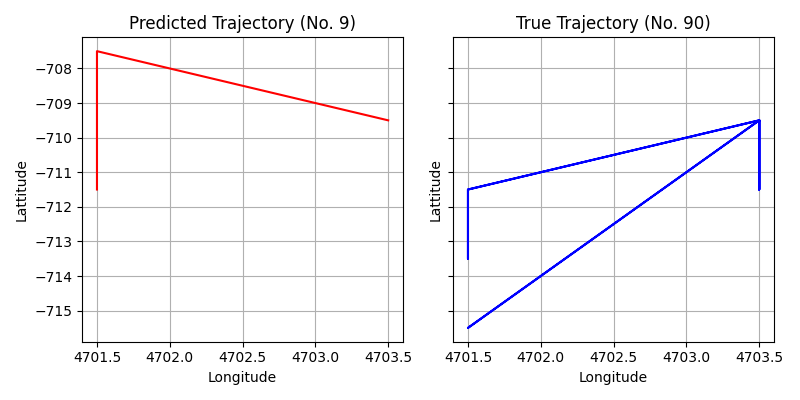 Predicted Trajectory (No. 9)
True Trajectory (No. 90)
Lattitude
−708
−709
−710
−711
−712
−713
−714
−715
4701.5 4702.0 4702.5 4703.0 4703.5
Longitude
Lattitude
4701.5 4702.0 4702.5 4703.0 4703.5
Longitude